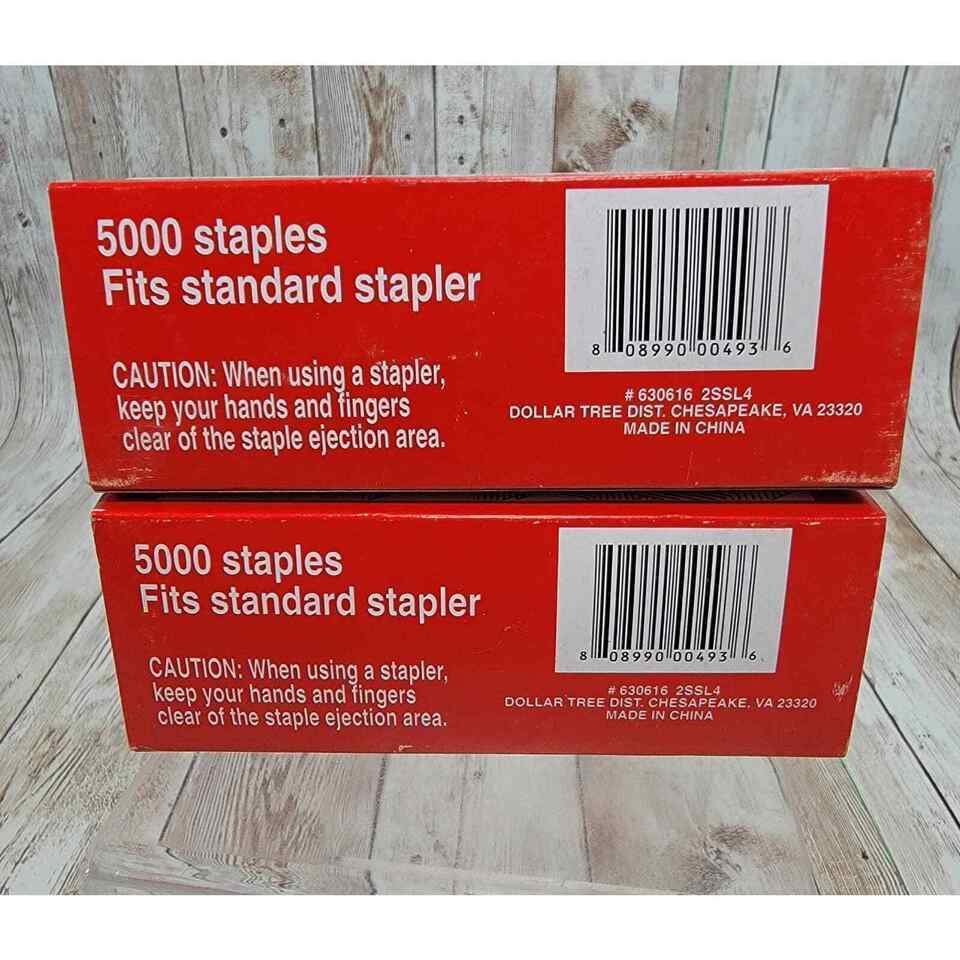 5000 staples
Fits standard stapler
CAUTION: When using a stapler,
keep your hands and fingers
clear of the staple ejection area.
8 08990 00493 6
# 630616 2SSL4
DOLLAR TREE DIST. CHESAPEAKE, VA 23320
MADE IN CHINA
5000 staples
Fits standard stapler
CAUTION: When using a stapler,
keep your hands and fingers
clear of the staple ejection area.
8 08990 00493 6
# 630616 2SSL4
DOLLAR TREE DIST. CHESAPEAKE, VA 23320
MADE IN CHINA